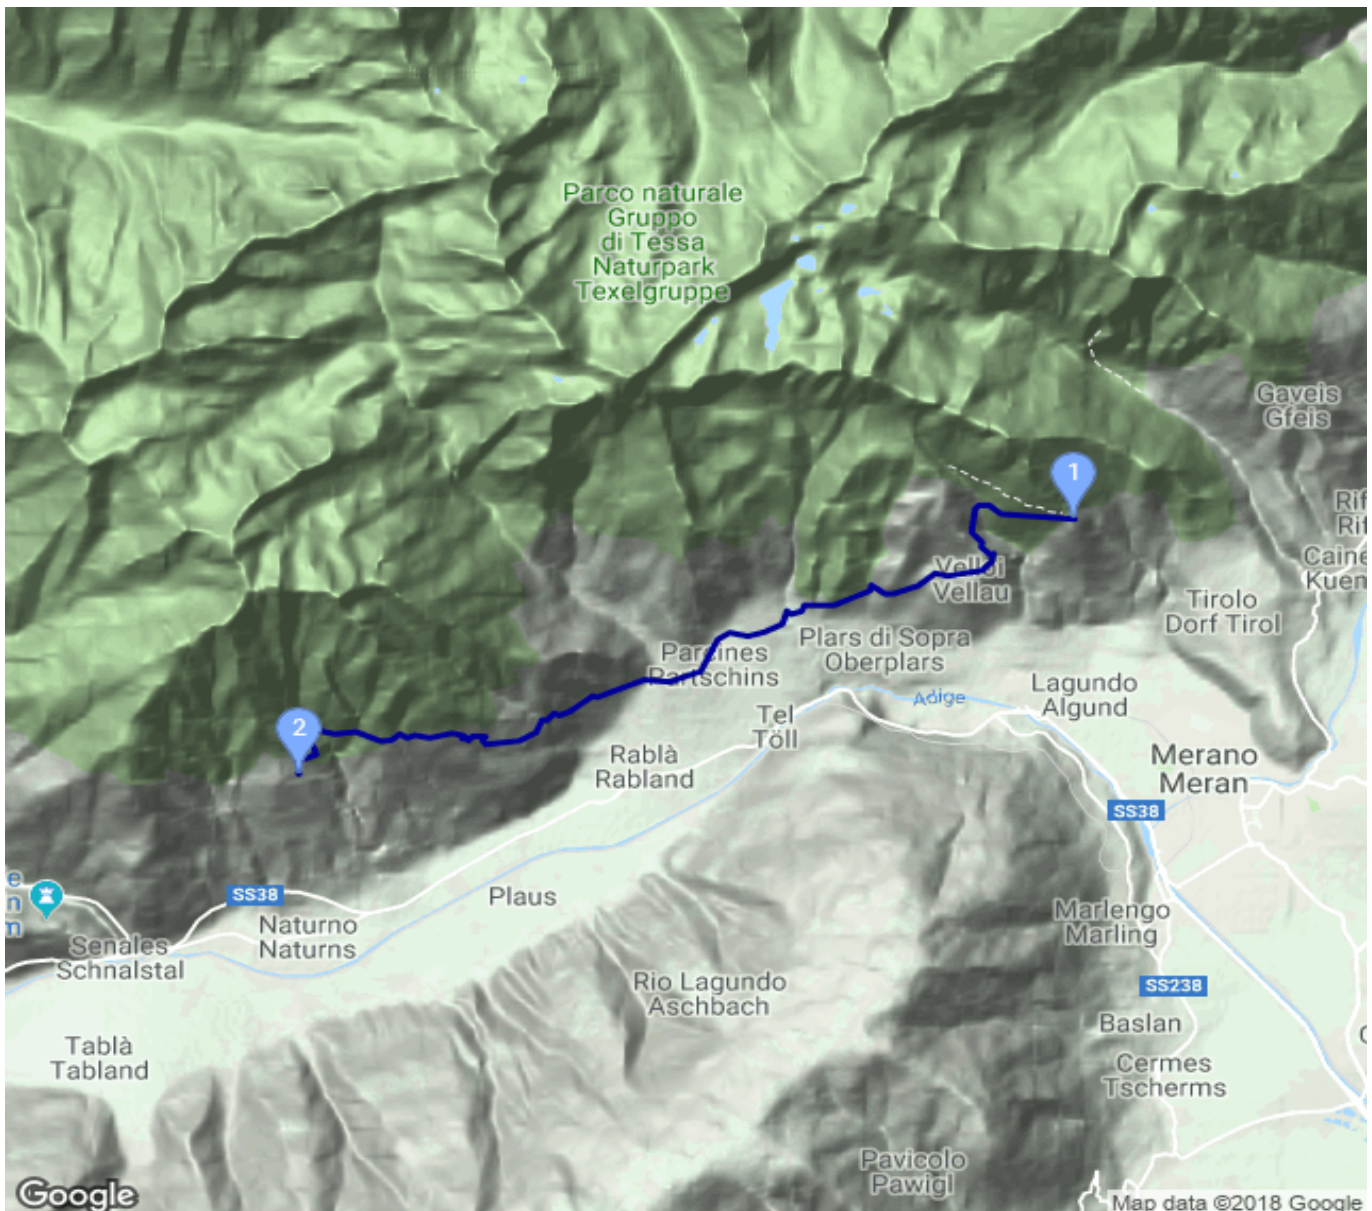 Parco naturale
Gruppo
di Tessa
Naturpark
Texelgruppe
Gaveis
Gfeis
1
Rif
Rif
Caine
Kuen
Velloi
Vellau
Tirolo
Dorf Tirol
Plars di Sopra
Oberplars
Parcines
Partschins
Lagundo
Algund
Adige
2
Tel
Töll
Rablà
Rabland
Merano
Meran
SS38
e
n
m
SS38
Plaus
Naturno
Naturns
Senales
Schnalstal
Marlengo
Marling
Rio Lagundo
Aschbach
SS238
Baslan
Tablà
Tabland
Cermes
Tscherms
Pavicolo
Pawigl
Google
Map data ©2018 Google